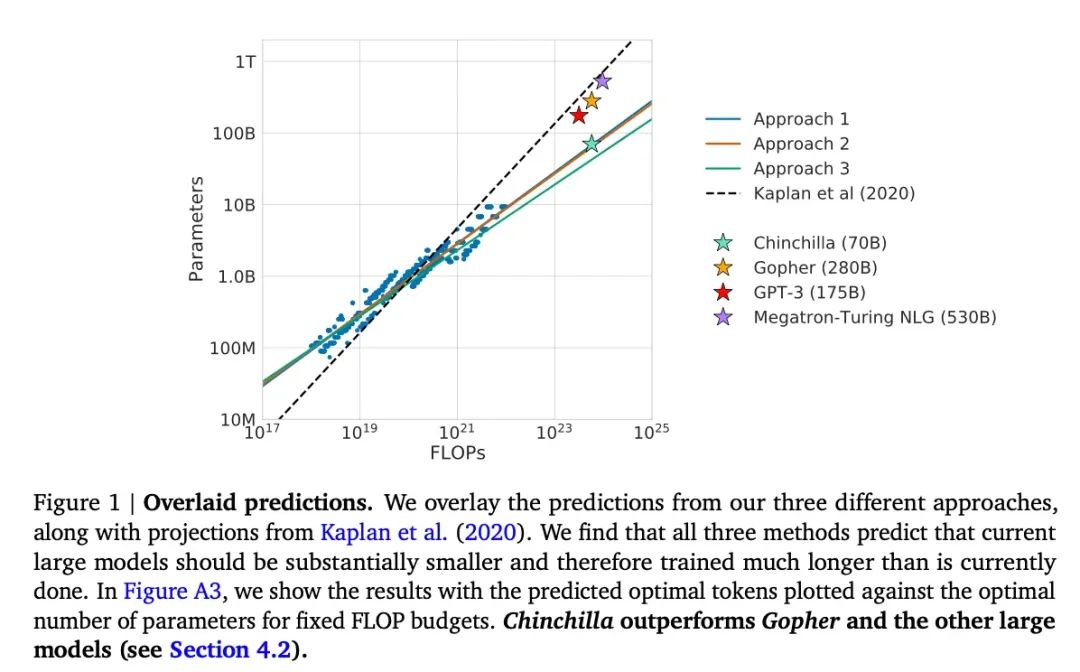 1T
100B
10B
1.0B
100M
10M
Parameters
10^17
10^19
10^21
10^23
10^25
FLOPs
Approach 1
Approach 2
Approach 3
Kaplan et al (2020)
Chinchilla (70B)
Gopher (280B)
GPT-3 (175B)
Megatron-Turing NLG (530B)
Figure 1 | Overlaid predictions. We overlay the predictions from our three different approaches,
along with projections from Kaplan et al. (2020). We find that all three methods predict that current
large models should be substantially smaller and therefore trained much longer than is currently
done. In Figure A3, we show the results with the predicted optimal tokens plotted against the optimal
number of parameters for fixed FLOP budgets. Chinchilla outperforms Gopher and the other large
models (see Section 4.2).